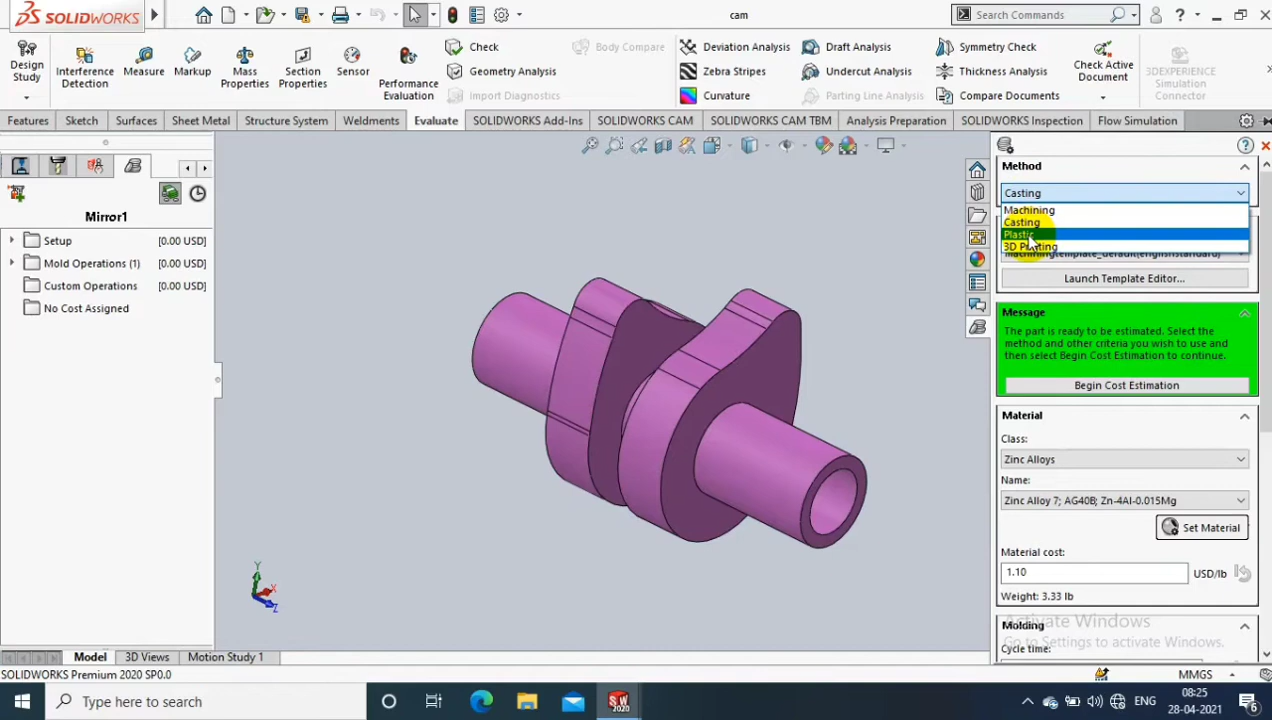 SOLIDWORKS
cam
Search Commands
Design Study
Interference Detection
Measure
Markup
Mass Properties
Section Properties
Sensor
Performance Evaluation
Check
Geometry Analysis
Import Diagnostics
Body Compare
Deviation Analysis
Zebra Stripes
Curvature
Draft Analysis
Undercut Analysis
Parting Line Analysis
Symmetry Check
Thickness Analysis
Compare Documents
Check Active Document
3DEXPERIENCE Simulation Connector
Features
Sketch
Surfaces
Sheet Metal
Structure System
Weldments
Evaluate
SOLIDWORKS Add-Ins
SOLIDWORKS CAM
SOLIDWORKS CAM TBM
Analysis Preparation
SOLIDWORKS Inspection
Flow Simulation
Mirror1
Setup [0.00 USD]
Mold Operations (1) [0.00 USD]
Custom Operations [0.00 USD]
No Cost Assigned
Y
X
Z
Method
Casting
Machining
Casting
Plastic
3D Printing
machiningtemplate_default(englishstandard)
Launch Template Editor...
Message
The part is ready to be estimated. Select the
method and other criteria you wish to use and
then select Begin Cost Estimation to continue.
Begin Cost Estimation
Material
Class:
Zinc Alloys
Name:
Zinc Alloy 7; AG40B; Zn-4Al-0.015Mg
Set Material
Material cost:
1.10 USD/lb
Weight: 3.33 lb
Activate Windows
Go to Settings to activate Windows.
Molding
Cycle time:
Model
3D Views
Motion Study 1
SOLIDWORKS Premium 2020 SP0.0
MMGS
Type here to search
SW
2020
ENG
08:25
28-04-2021
6